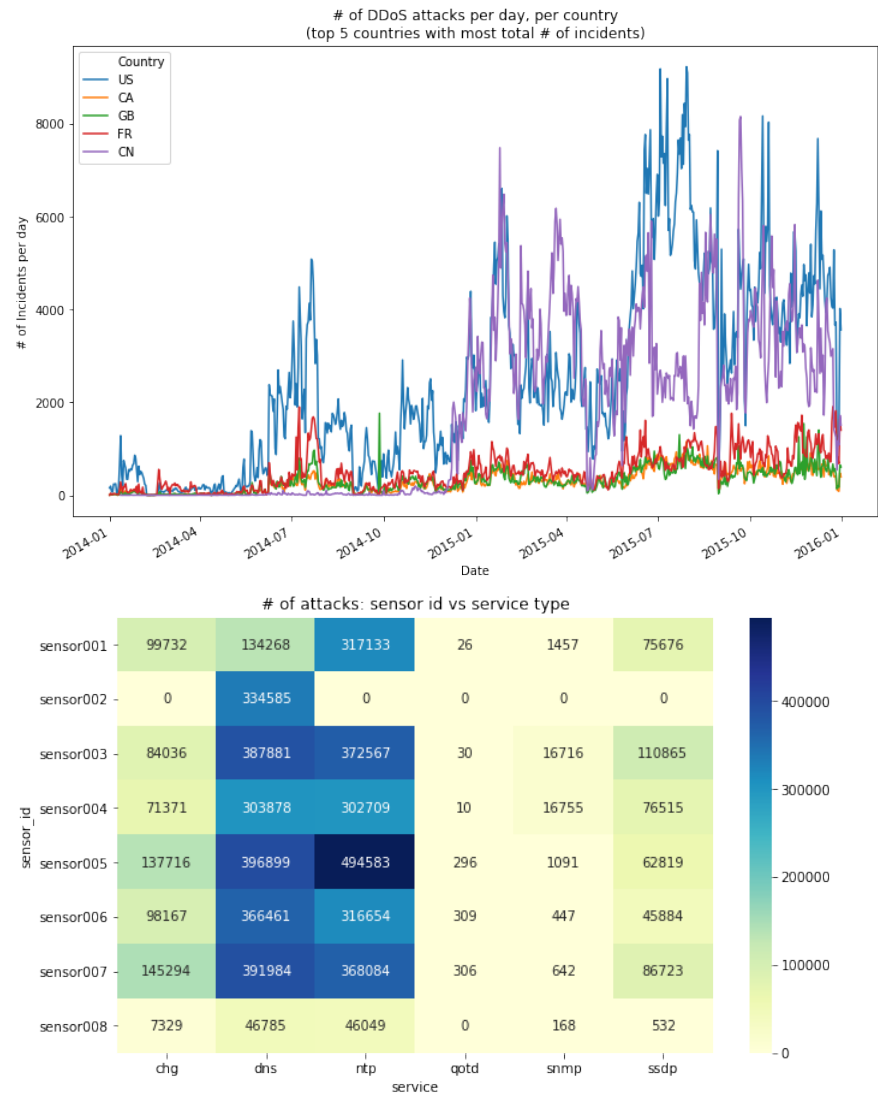 # of DDoS attacks per day, per country
(top 5 countries with most total # of incidents)
Country
US
CA
GB
FR
CN
8000
6000
4000
2000
0
# of Incidents per day
2014-01 2014-04 2014-07 2014-10 2015-01 2015-04 2015-07 2015-10 2016-01
Date
# of attacks: sensor id vs service type
sensor_id
sensor001 99732 134268 317133 26 1457 75676
sensor002 0 334585 0 0 0 0
sensor003 84036 387881 372567 30 16716 110865
sensor004 71371 303878 302709 10 16755 76515
sensor005 137716 396899 494583 296 1091 62819
sensor006 98167 366461 316654 309 447 45884
sensor007 145294 391984 368084 306 642 86723
sensor008 7329 46785 46049 0 168 532
chg dns ntp qotd snmp ssdp
service
400000
300000
200000
100000
0